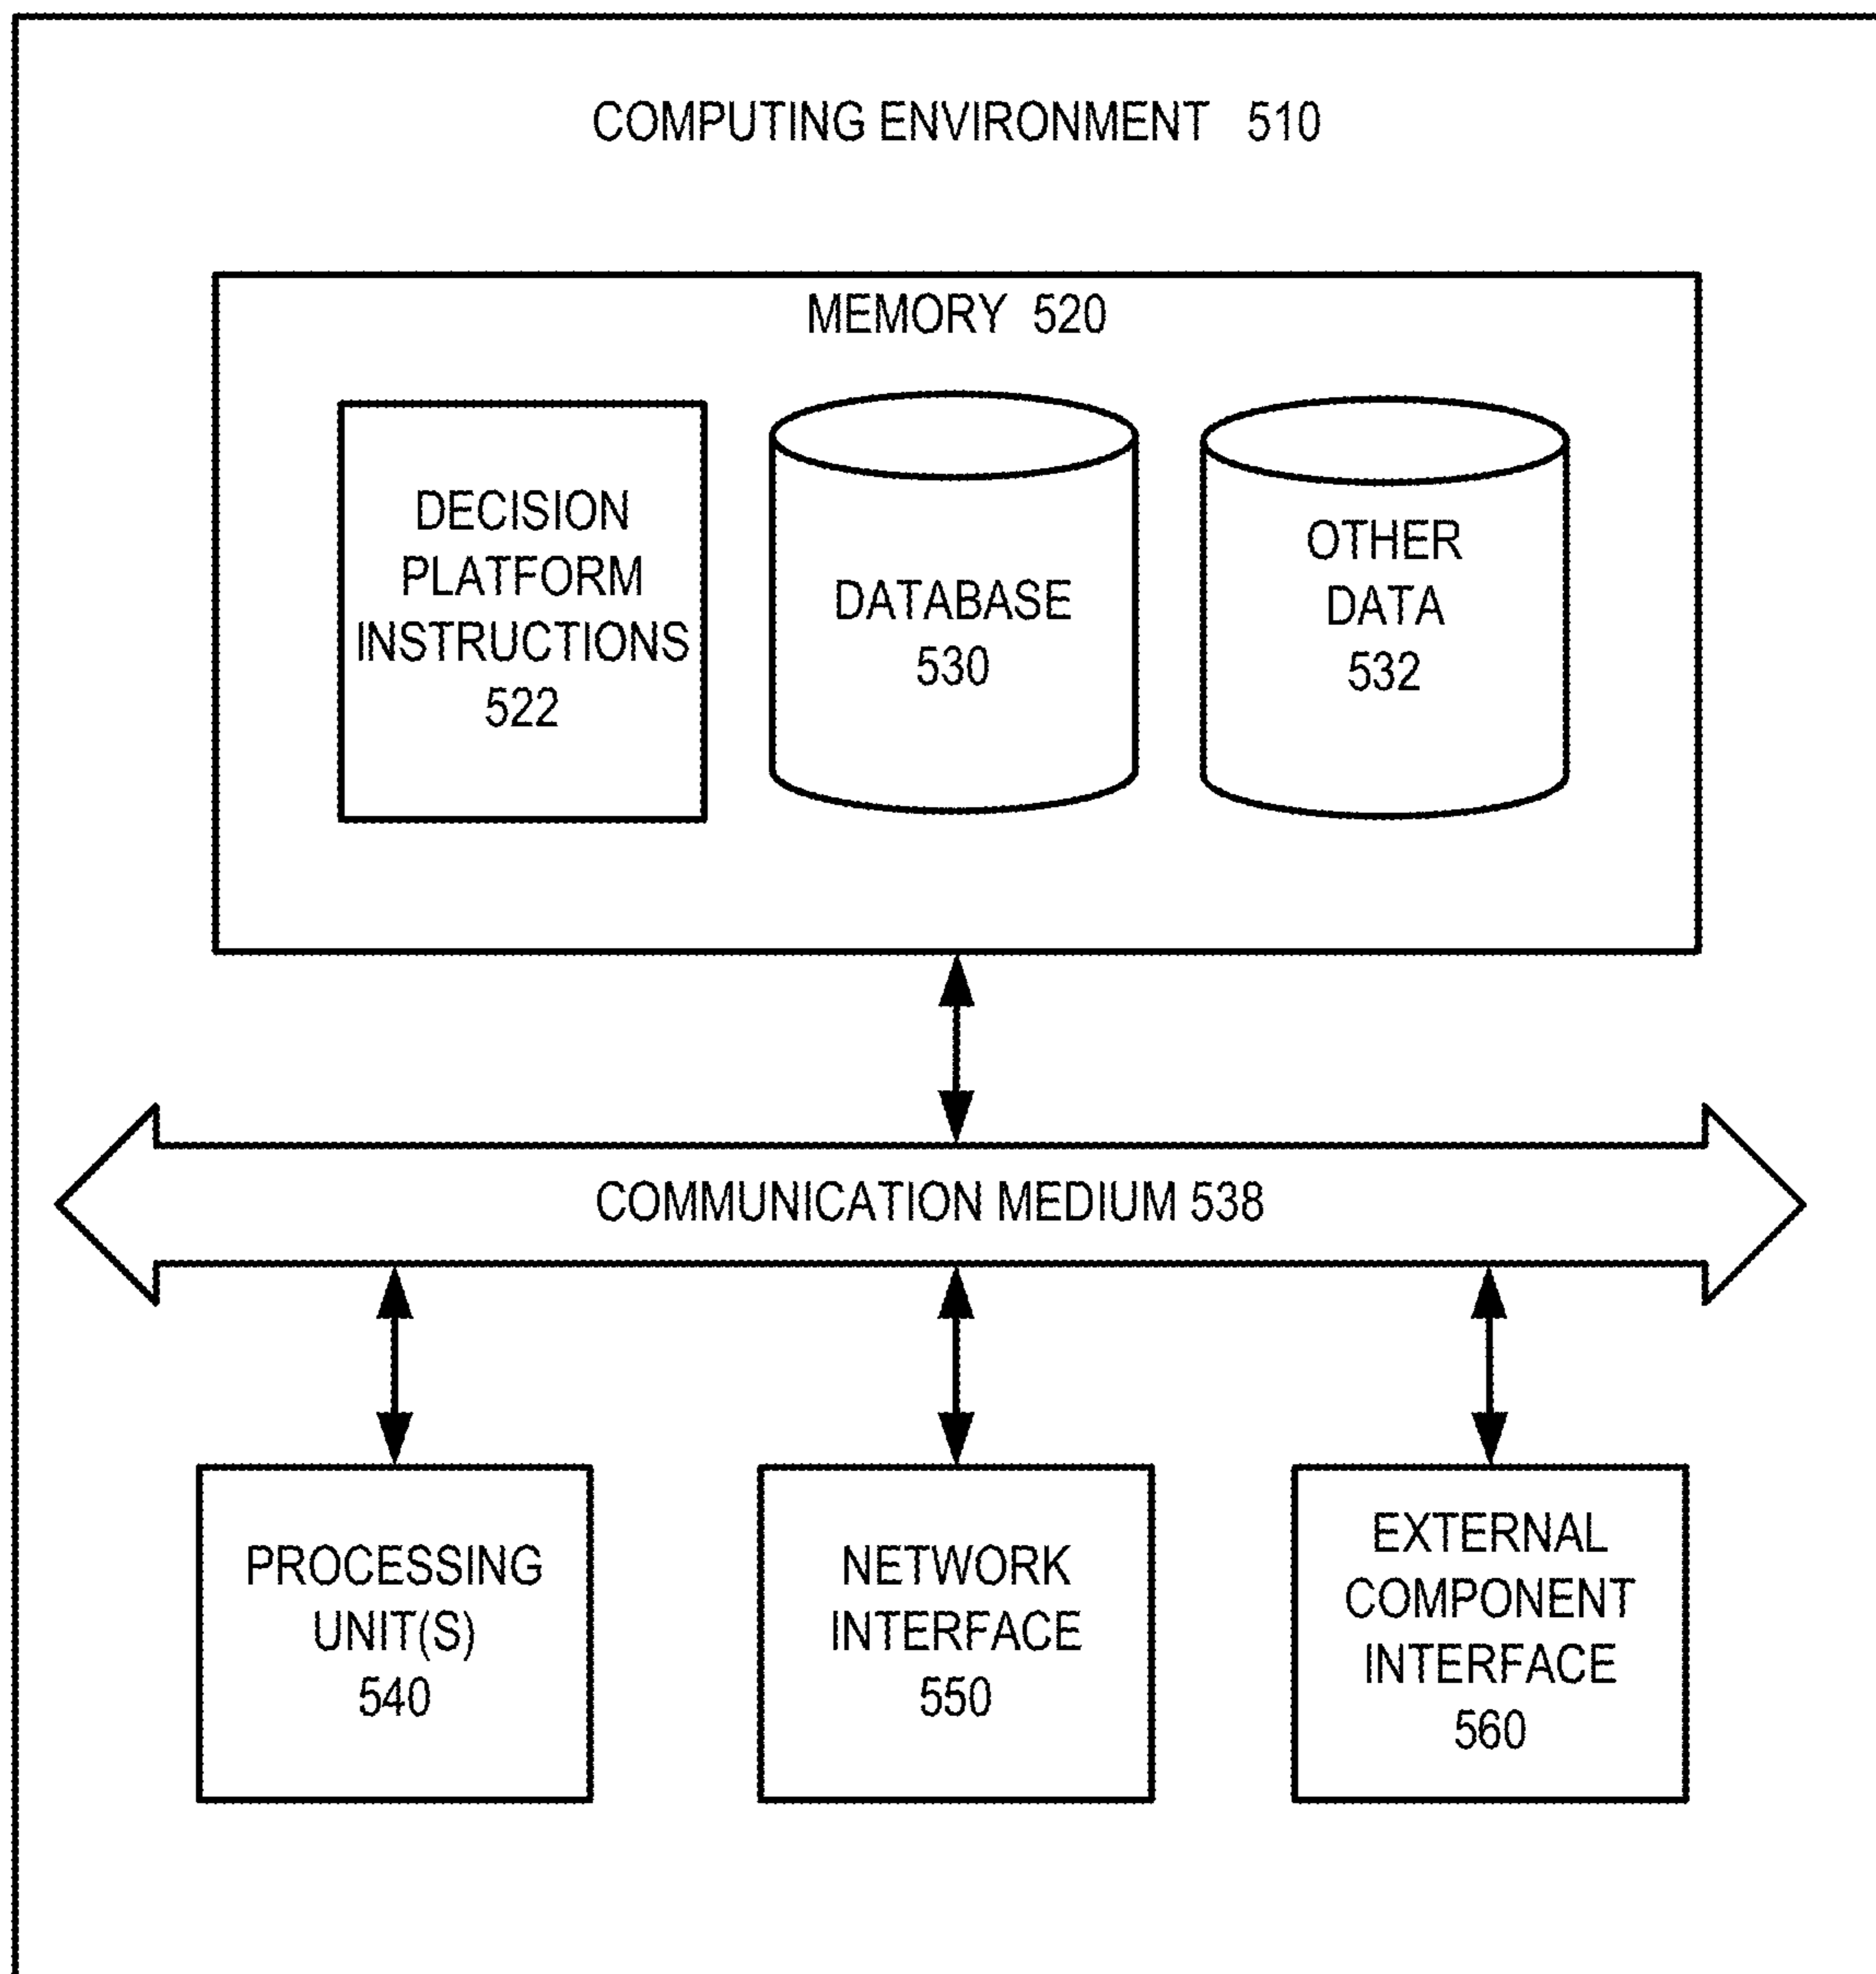 COMPUTING ENVIRONMENT 510
MEMORY 520
DECISION
PLATFORM
INSTRUCTIONS
522
DATABASE
530
OTHER
DATA
532
COMMUNICATION MEDIUM 538
PROCESSING
UNIT(S)
540
NETWORK
INTERFACE
550
EXTERNAL
COMPONENT
INTERFACE
560